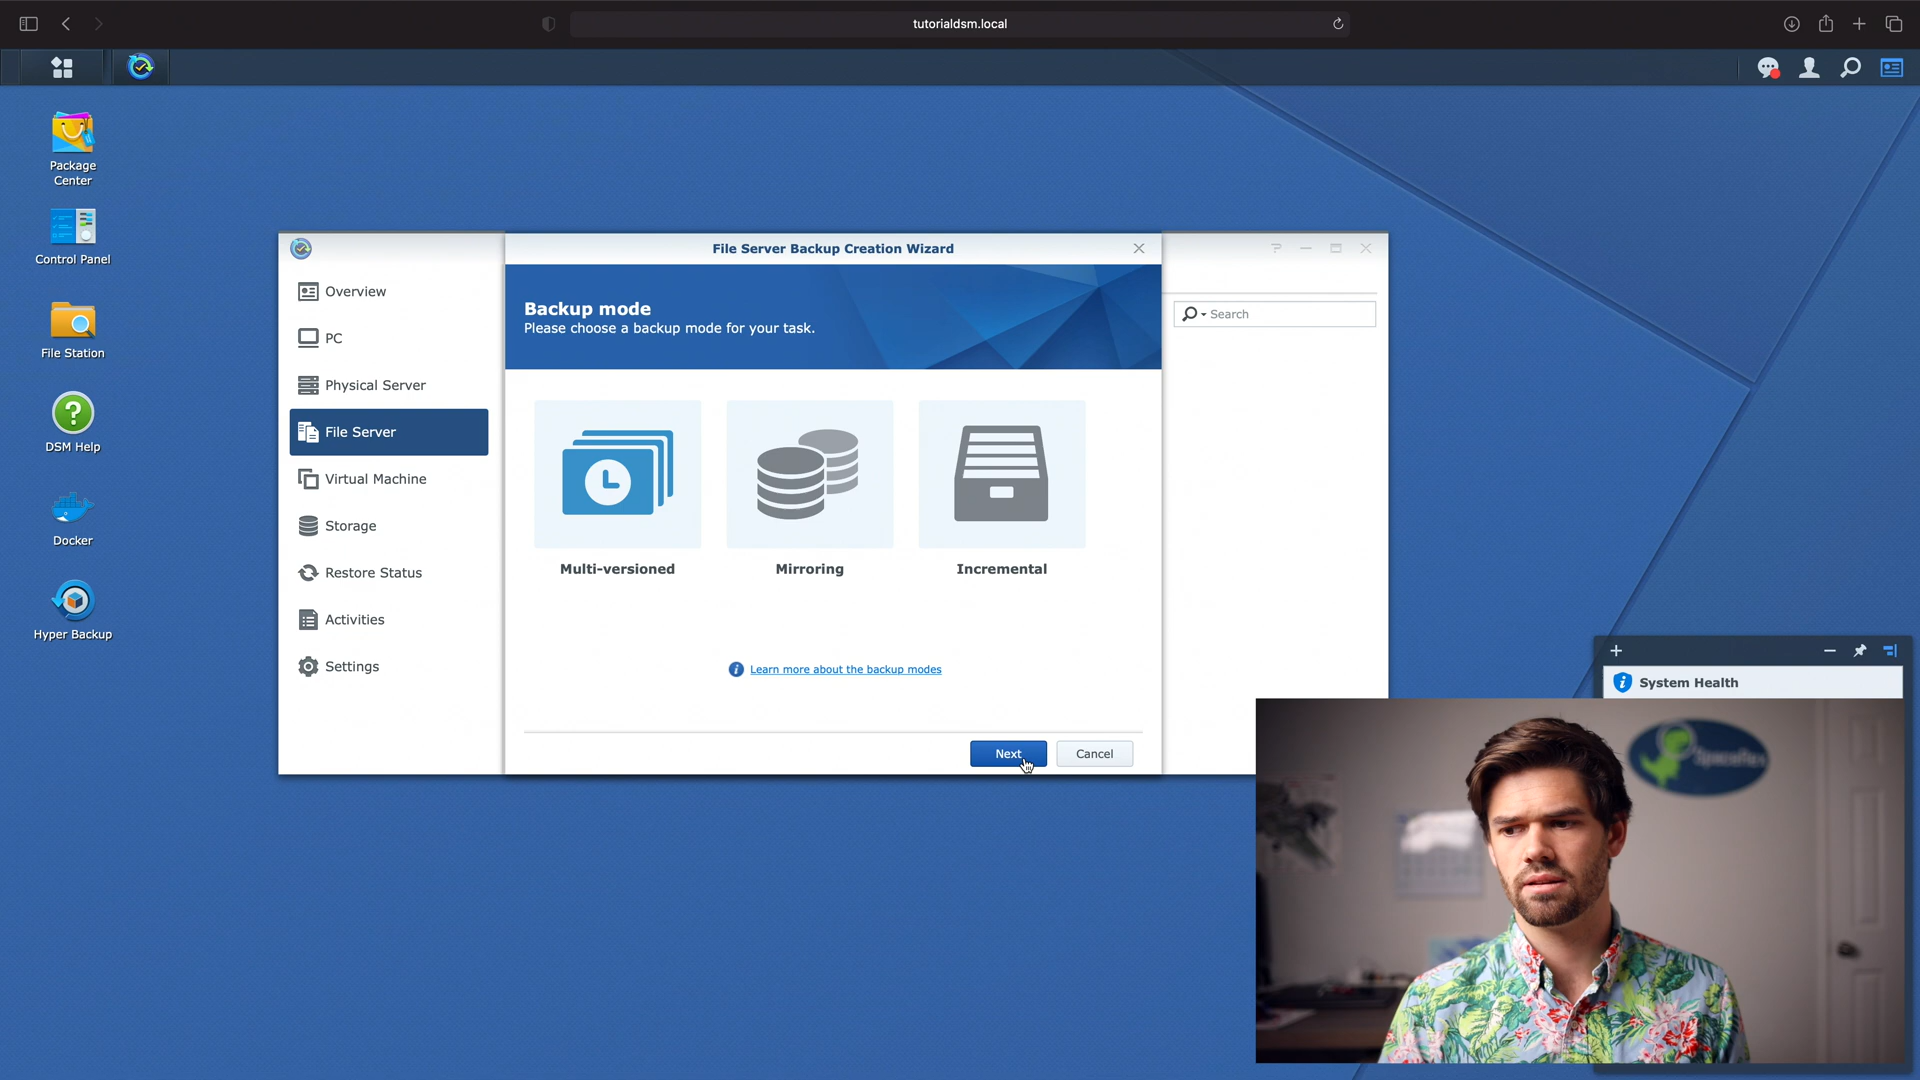 tutorialdsm.local
Package
Center
Control Panel
File Station
DSM Help
Docker
Hyper Backup
File Server Backup Creation Wizard
Overview
PC
Physical Server
File Server
Virtual Machine
Storage
Restore Status
Activities
Settings
Backup mode
Please choose a backup mode for your task.
Search
Multi-versioned
Mirroring
Incremental
Learn more about the backup modes
Next
Cancel
System Health
SpaceRex